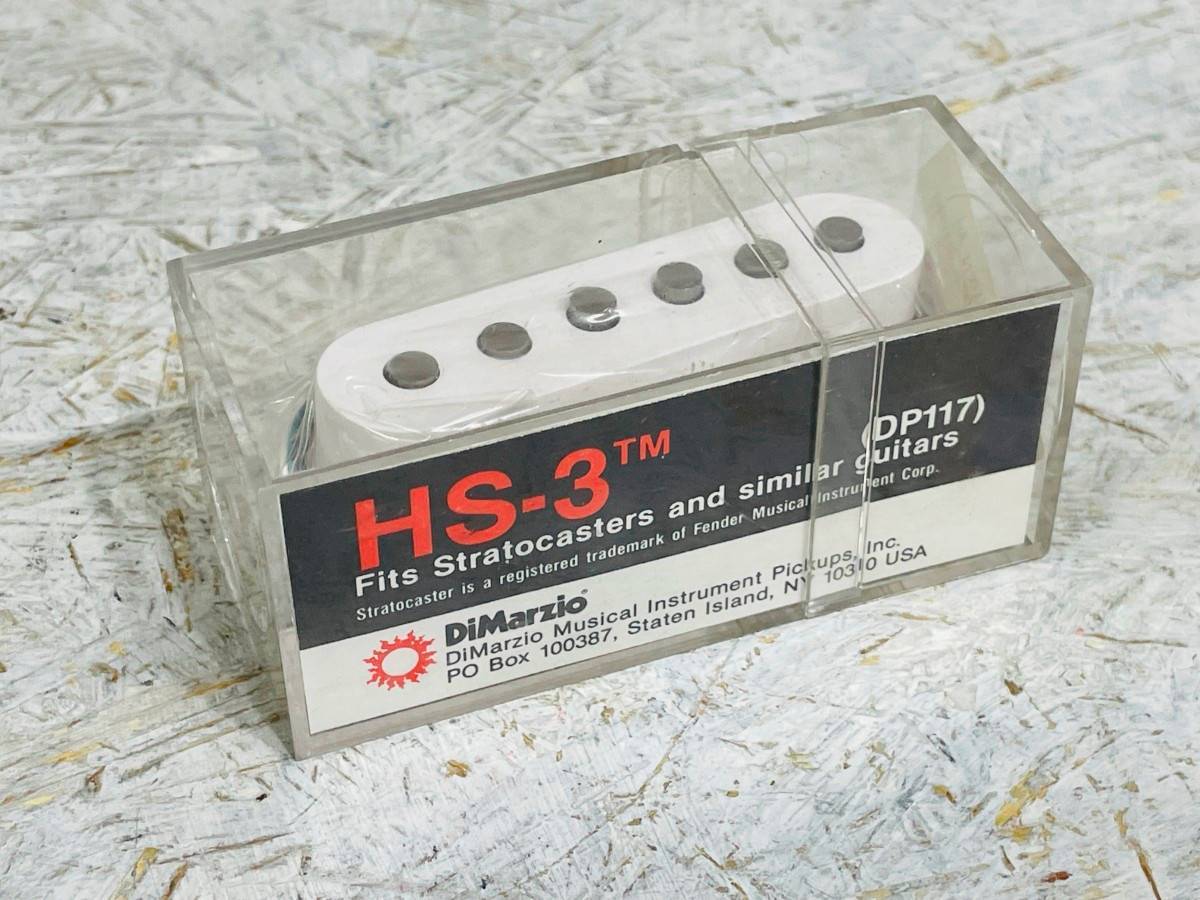 HS-3™
(DP117)
Fits Stratocasters and similar guitars
Stratocaster is a registered trademark of Fender Musical Instrument Corp.
DiMarzio®
DiMarzio Musical Instrument Pickups, Inc.
PO Box 100387, Staten Island, NY 10310 USA